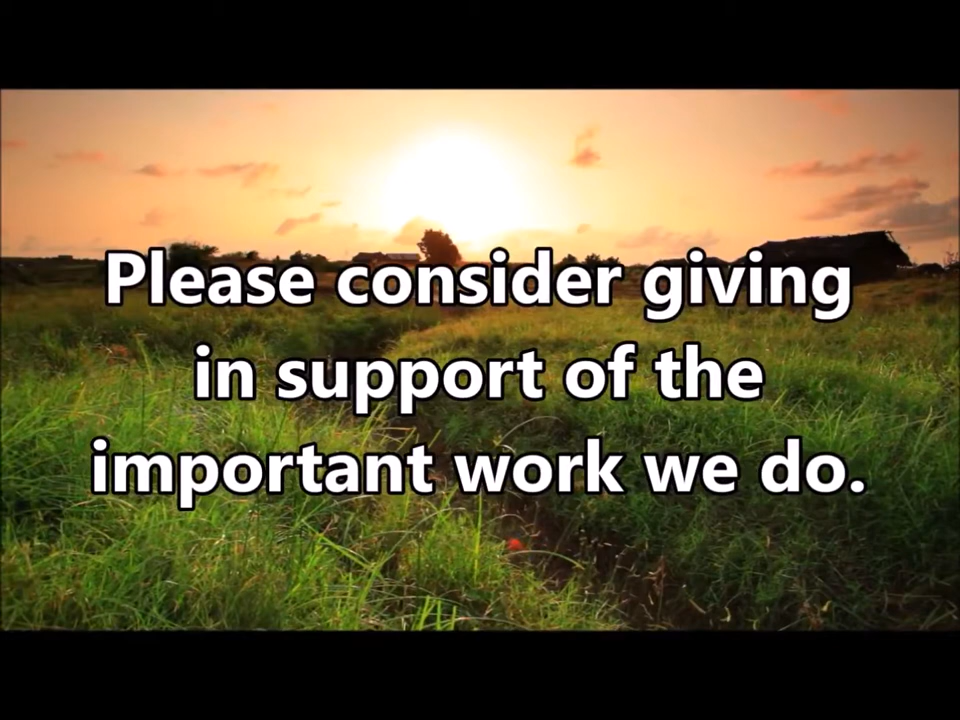 Please consider giving
in support of the
important work we do.